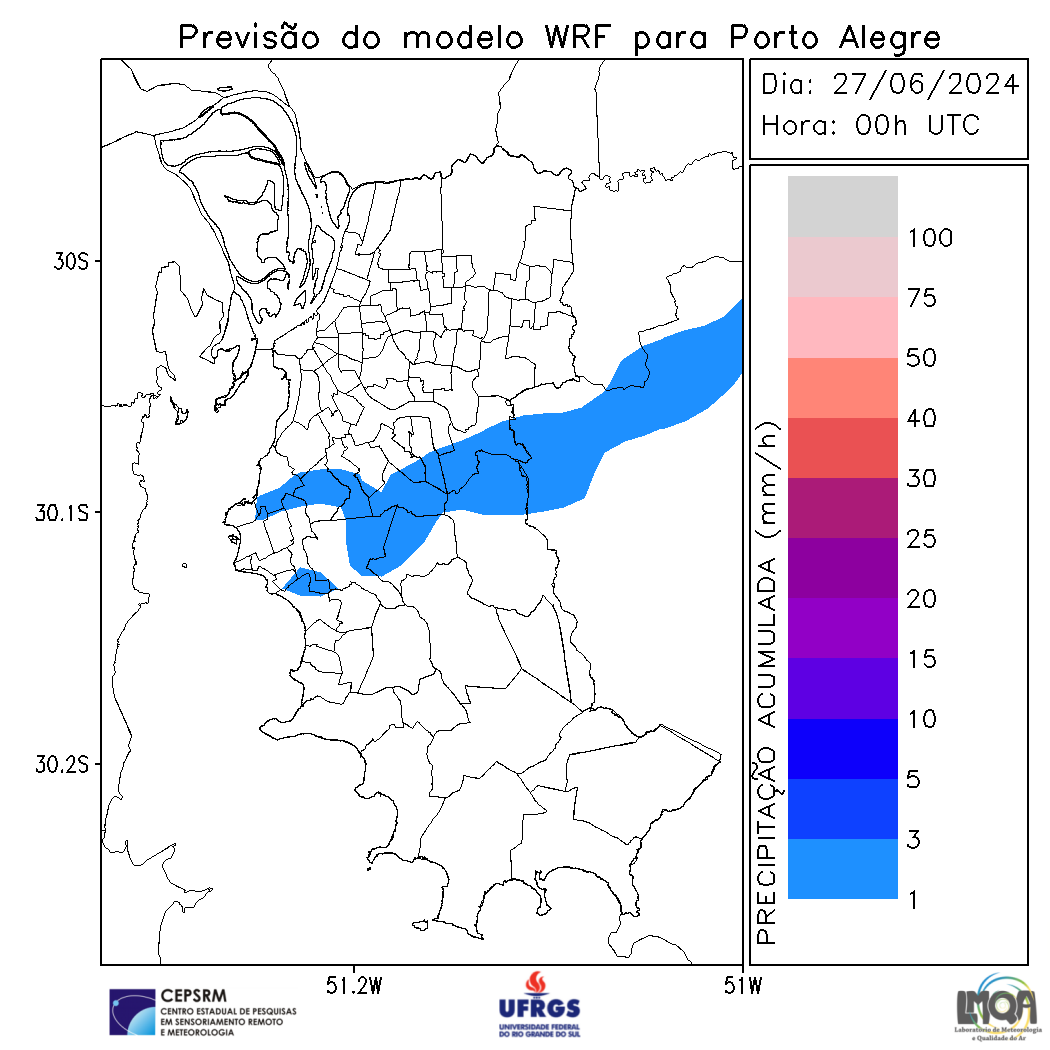 Previsão do modelo WRF para Porto Alegre
Dia: 27/06/2024
Hora: 00h UTC
30S
30.1S
30.2S
51.2W
51W
PRECIPITAÇÃO ACUMULADA (mm/h)
100
75
50
40
30
25
20
15
10
5
3
1
CEPSRM
CENTRO ESTADUAL DE PESQUISAS
EM SENSORIAMENTO REMOTO
E METEOROLOGIA
UFRGS
UNIVERSIDADE FEDERAL
DO RIO GRANDE DO SUL
LMQA
Laboratório de Meteorologia
e Qualidade do Ar